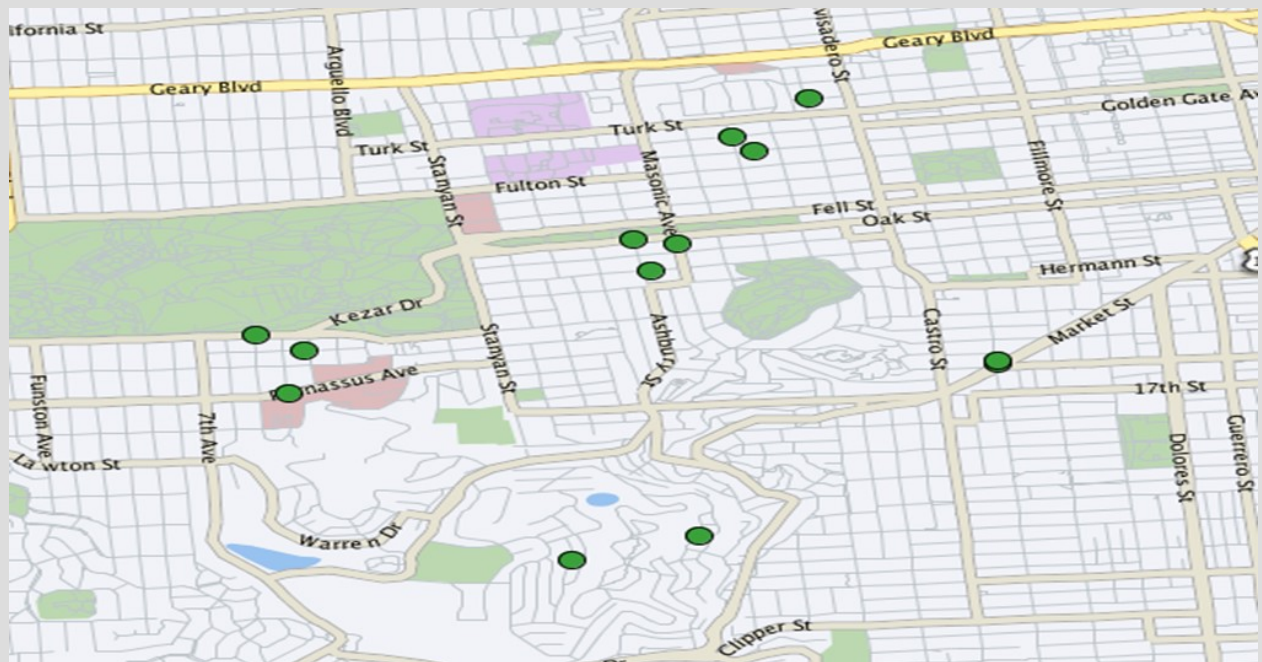 ifornia St
visadero St
Geary Blvd
Arguello Blvd
Geary Blvd
Golden Gate Av
Turk St
Turk St
Stanyan St
Masonic Ave
Fillmore St
Fulton St
Fell St
Oak St
Hermann St
Kezar Dr
Market St
Castro St
Ashbury St
Stanyan St
nassus Ave
17th St
Funston Ave
7th Ave
Dolores St
Guerrero St
Lawton St
Warren Dr
Clipper St
Dr